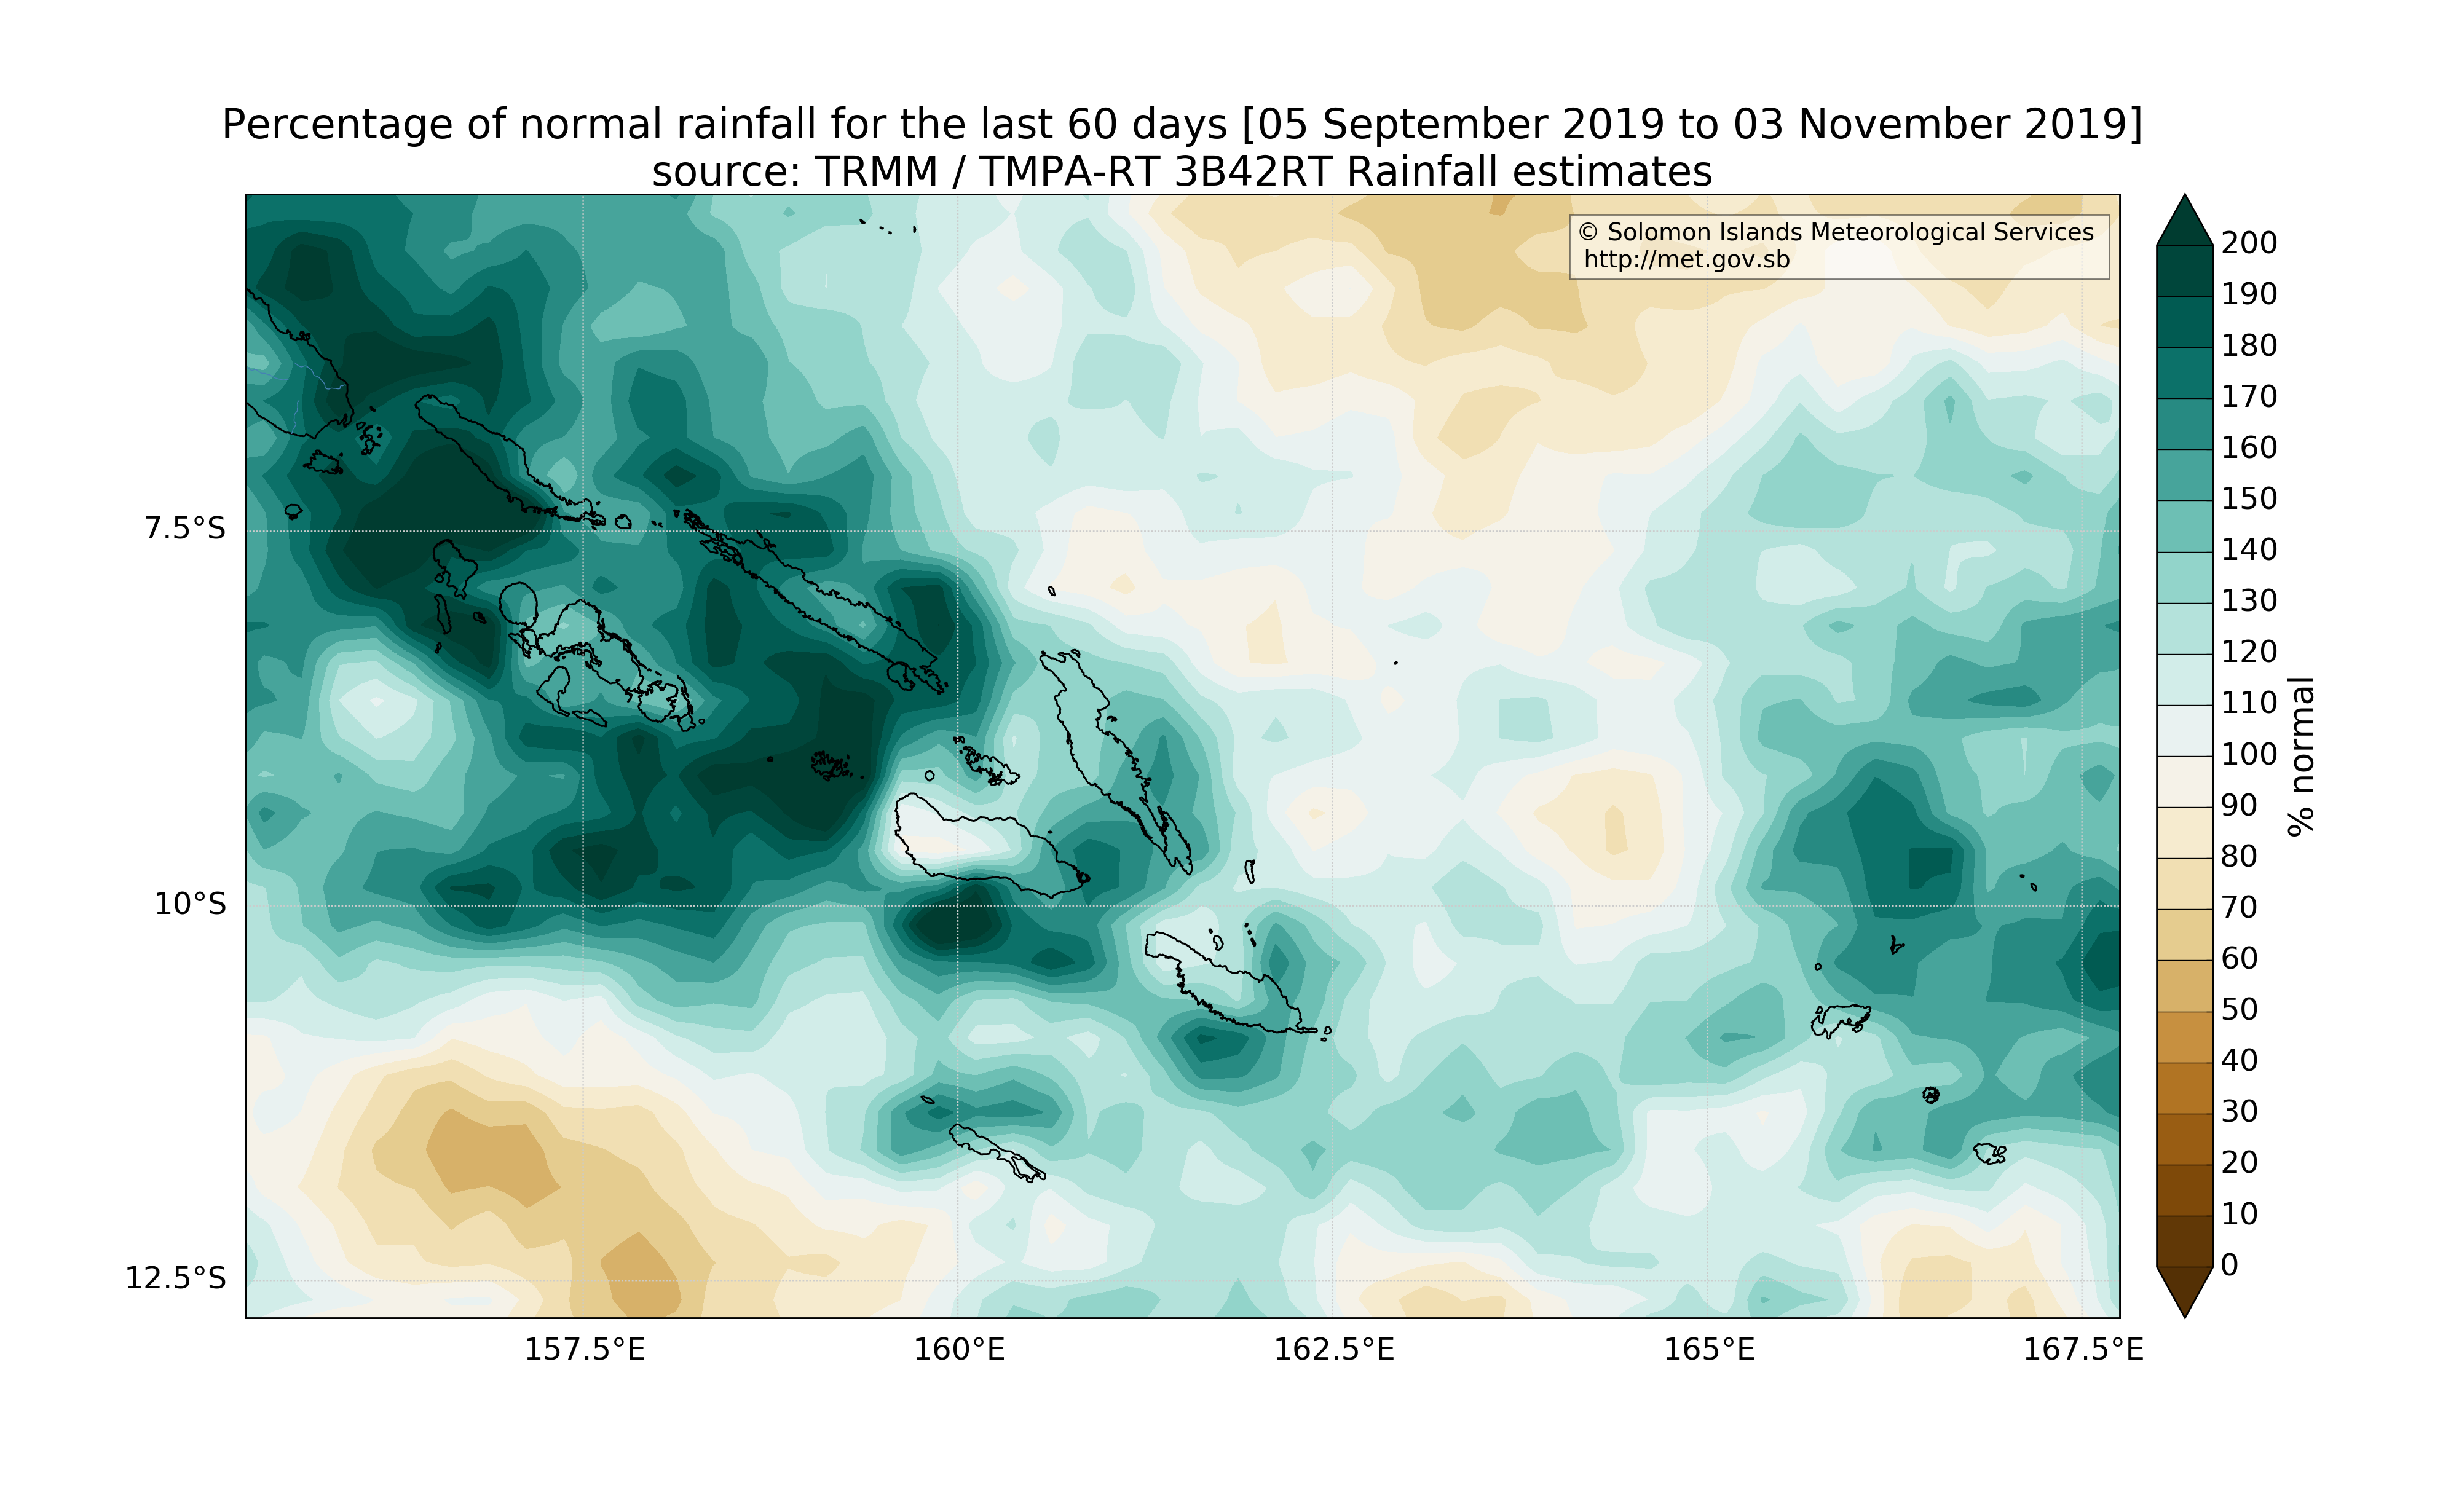 Percentage of normal rainfall for the last 60 days [05 September 2019 to 03 November 2019]
source: TRMM / TMPA-RT 3B42RT Rainfall estimates
© Solomon Islands Meteorological Services
http://met.gov.sb
7.5°S
10°S
12.5°S
157.5°E
160°E
162.5°E
165°E
167.5°E
200
190
180
170
160
150
140
130
120
110
100
90
80
70
60
50
40
30
20
10
0
% normal